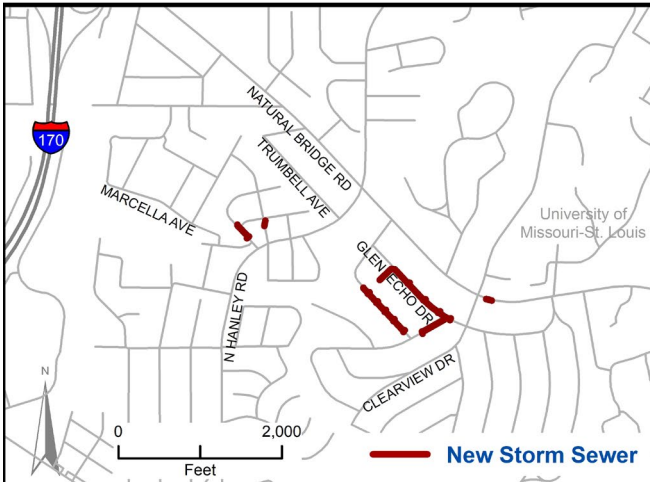 NATURAL BRIDGE RD
170
TRUMBELL AVE
MARCELLA AVE
University of
Missouri-St. Louis
GLEN ECHO DR
N HANLEY RD
CLEARVIEW DR
N
0
2,000
Feet
New Storm Sewer